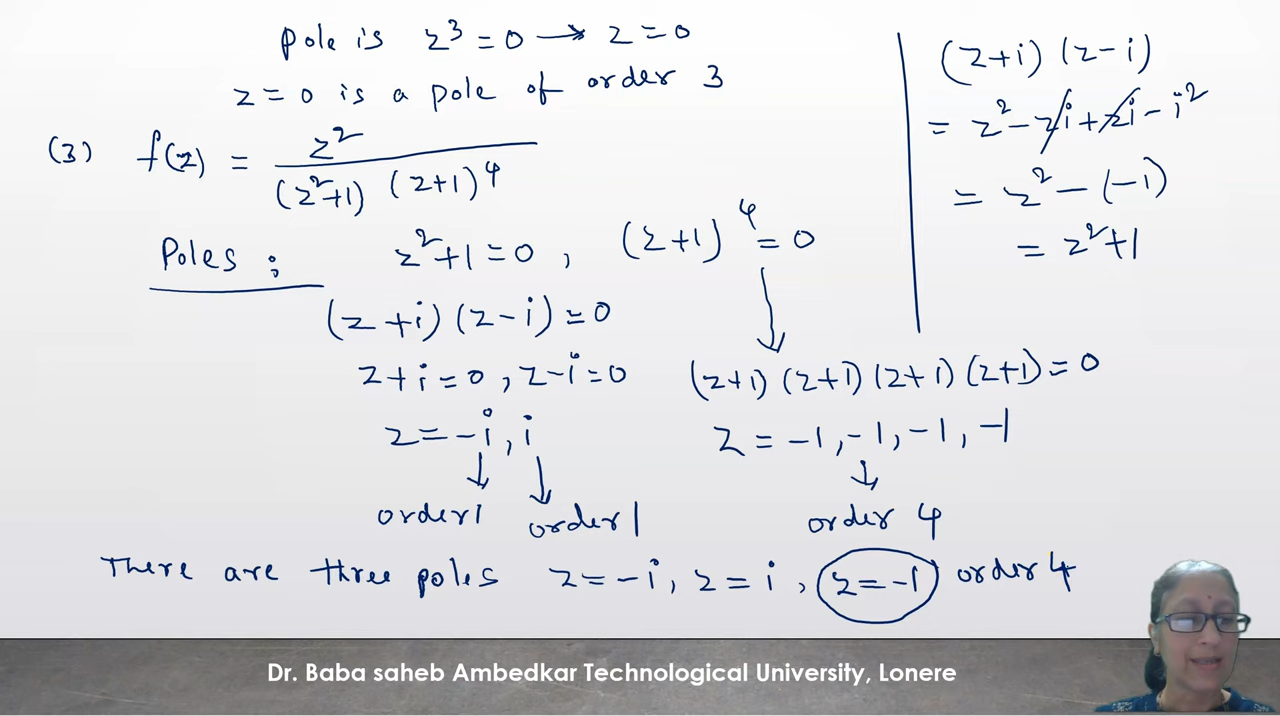 pole is z³ = 0 → z = 0
z = 0 is a pole of order 3
(3) f(z) = z² / (z²+1) (z+1)⁴
Poles : z²+1 = 0 , (z+1)⁴ = 0
(z+i) (z-i) = 0
z+i = 0 , z-i = 0 (z+1) (z+1) (z+1) (z+1) = 0
z = -i , i z = -1, -1, -1, -1
↓ ↓ ↓
order 1 order 1 order 4
There are three poles z = -i, z = i, z = -1 order 4
(z+i) (z-i)
= z² - zi + zi - i²
= z² - (-1)
= z²+1
Dr. Baba saheb Ambedkar Technological University, Lonere